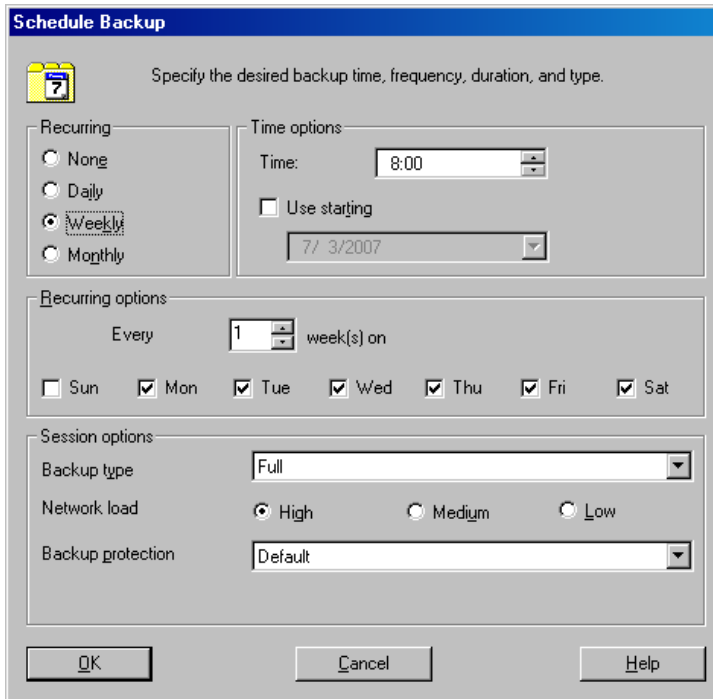 Schedule Backup
7
Specify the desired backup time, frequency, duration, and type.
Recurring
None
Daily
Weekly
Monthly
Time options
Time: 8:00
Use starting
7/ 3/2007
Recurring options
Every 1 week(s) on
Sun Mon Tue Wed Thu Fri Sat
Session options
Backup type Full
Network load High Medium Low
Backup protection Default
OK Cancel Help